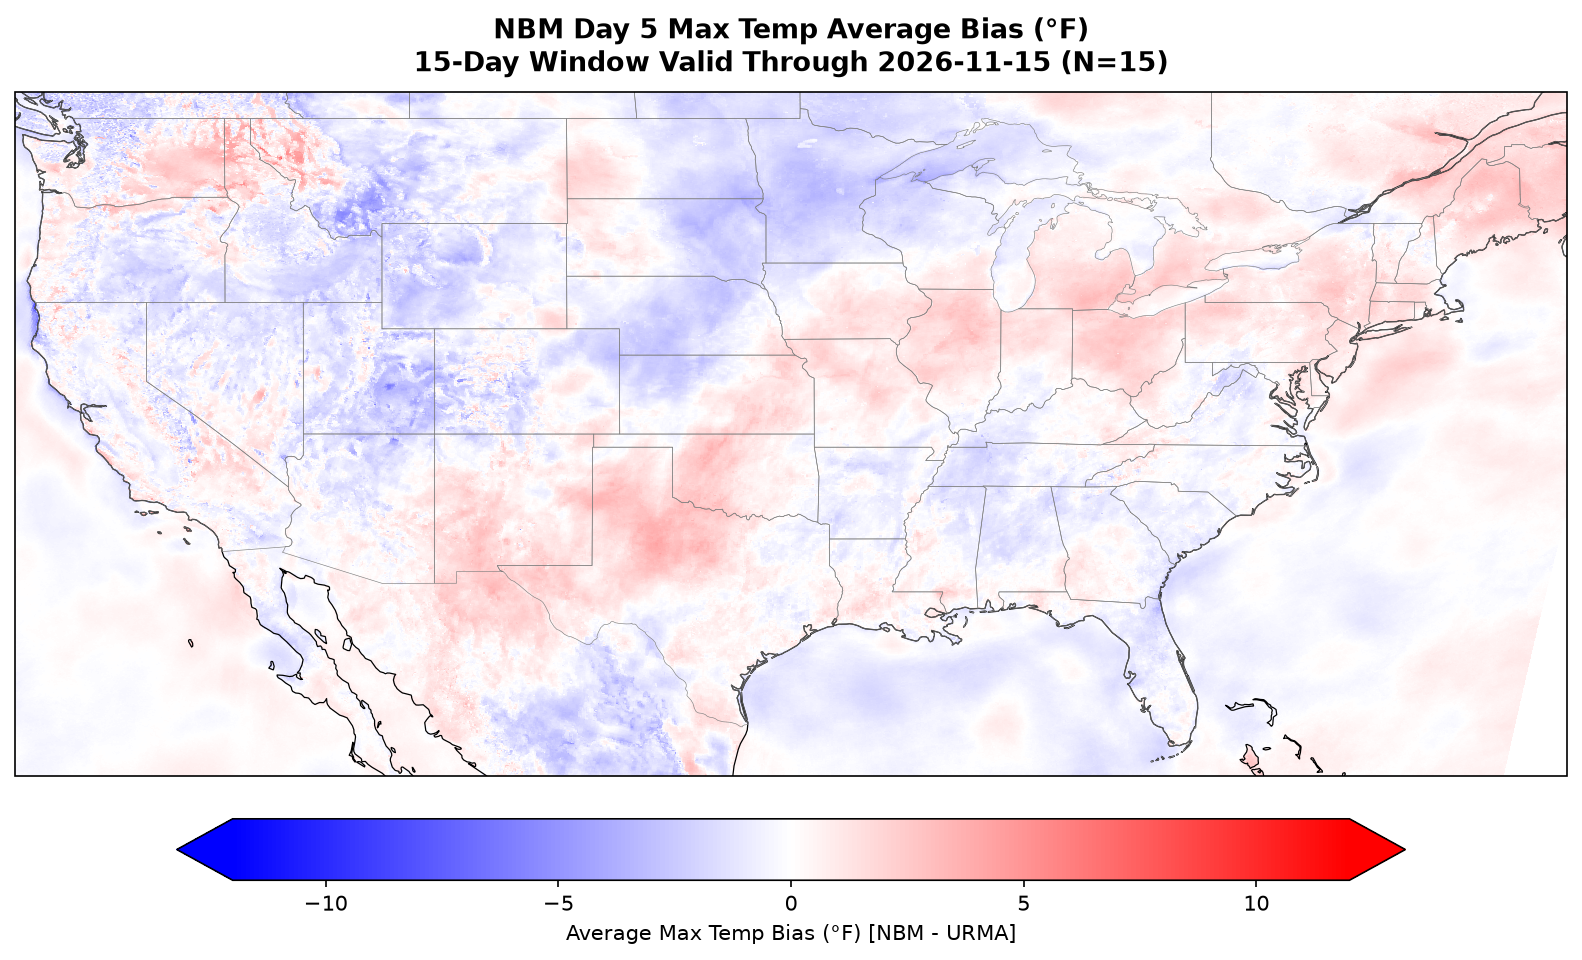 NBM Day 5 Max Temp Average Bias (°F)
15-Day Window Valid Through 2026-11-15 (N=15)
−10 −5 0 5 10
Average Max Temp Bias (°F) [NBM - URMA]